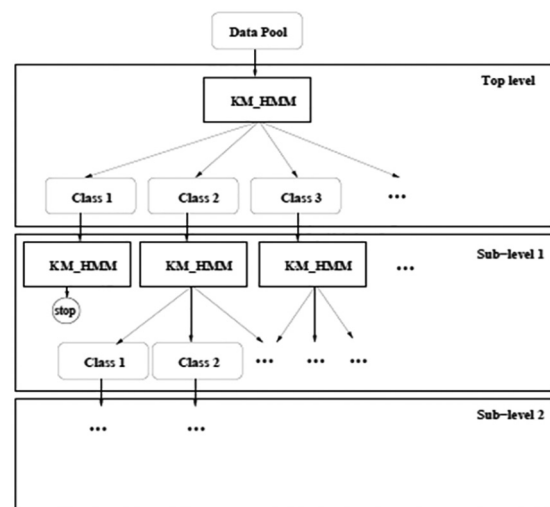 Data Pool
Top level
KM_HMM
Class 1
Class 2
Class 3
...
Sub-level 1
KM_HMM
KM_HMM
KM_HMM
...
stop
Class 1
Class 2
...
...
...
Sub-level 2
...
...